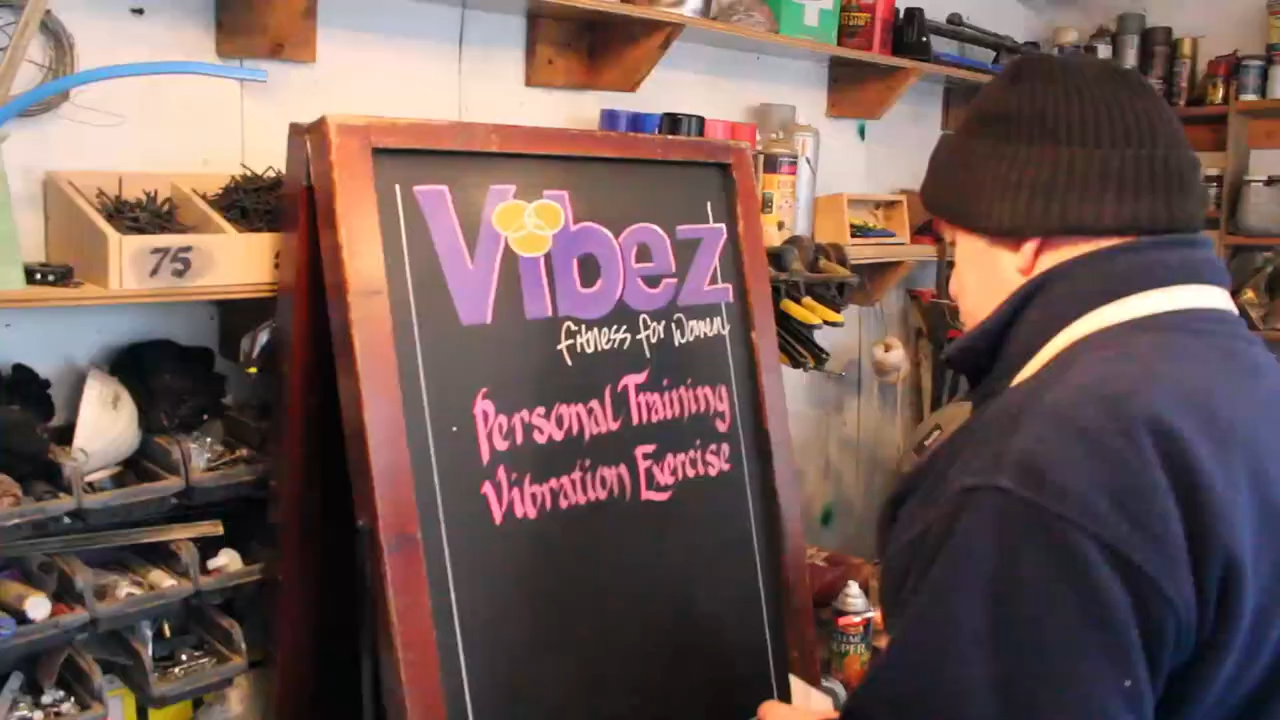 Vibez
fitness for women
Personal Training
Vibration Exercise
75